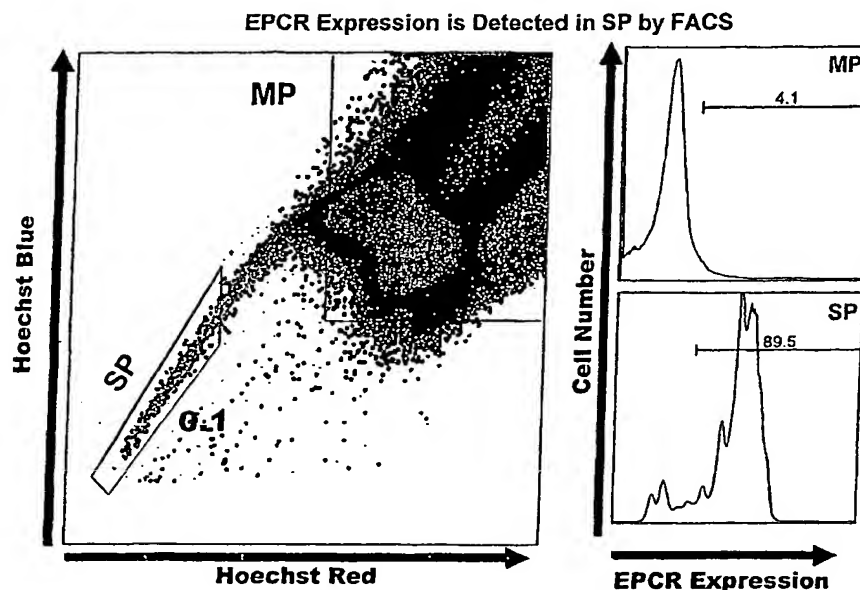 EPCR Expression is Detected in SP by FACS
MP
Hoechst Blue
SP
0.1
Hoechst Red
MP
4.1
Cell Number
SP
89.5
EPCR Expression